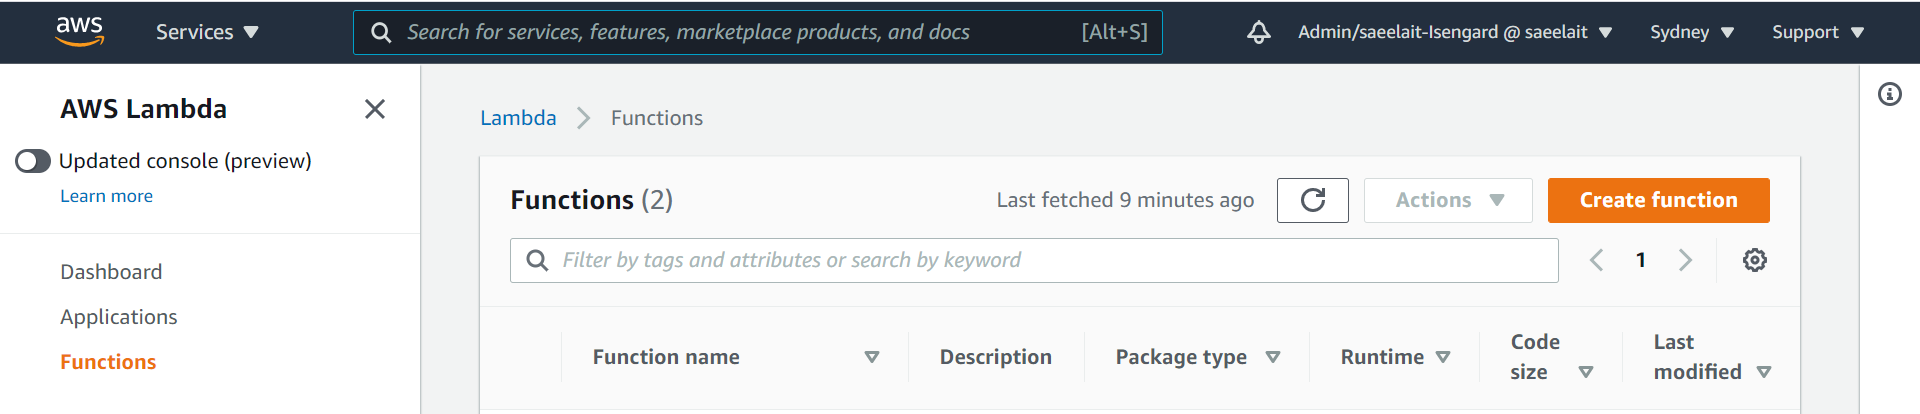 aws
Services
Search for services, features, marketplace products, and docs
[Alt+S]
Admin/saeelait-Isengard @ saeelait
Sydney
Support
AWS Lambda
Updated console (preview)
Learn more
Dashboard
Applications
Functions
Lambda
Functions
Functions (2)
Last fetched 9 minutes ago
Actions
Create function
Filter by tags and attributes or search by keyword
1
Function name
Description
Package type
Runtime
Code
size
Last
modified